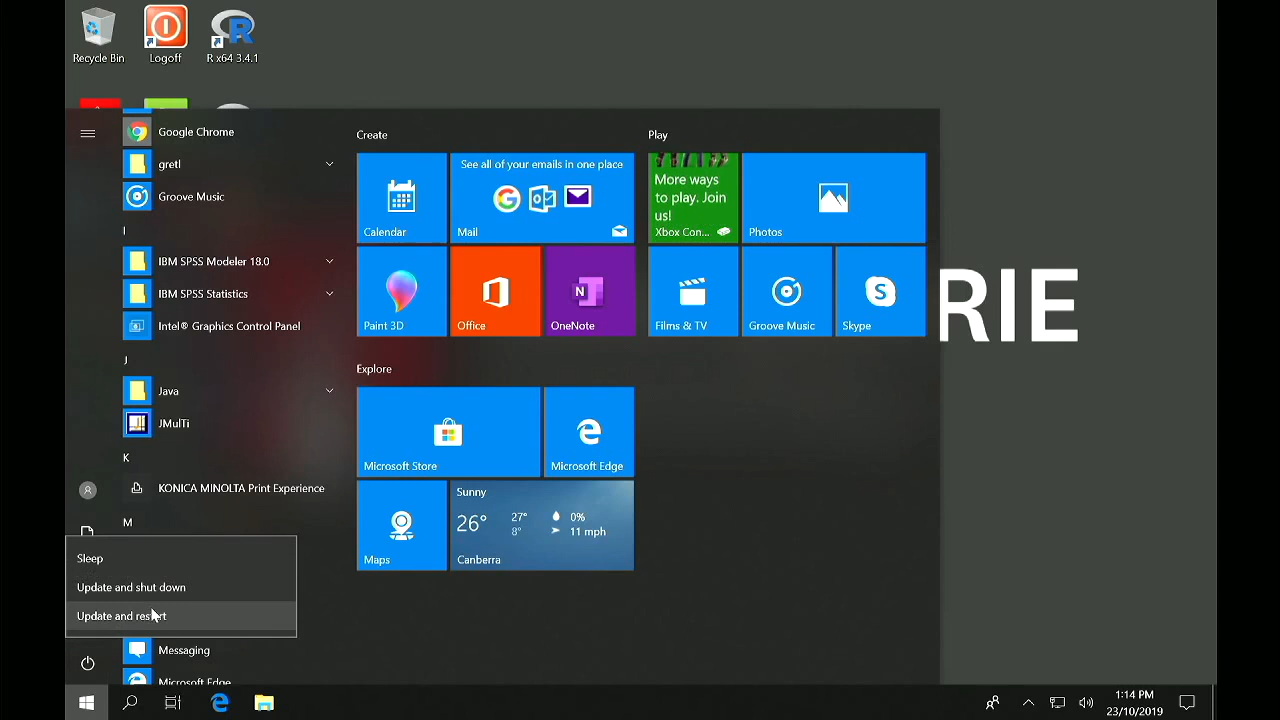 Recycle Bin
Logoff
R x64 3.4.1
RIE
Google Chrome
gretl
Groove Music
I
IBM SPSS Modeler 18.0
IBM SPSS Statistics
Intel® Graphics Control Panel
J
Java
JMulTi
K
KONICA MINOLTA Print Experience
M
Sleep
Update and shut down
Update and restart
Messaging
Microsoft Edge
Create
Calendar
See all of your emails in one place
Mail
Paint 3D
Office
OneNote
Play
More ways
to play. Join
us!
Xbox Con...
Photos
Films & TV
Groove Music
Skype
Explore
Microsoft Store
Microsoft Edge
Maps
Sunny
26° 27° 0%
8° 11 mph
Canberra
1:14 PM
23/10/2019